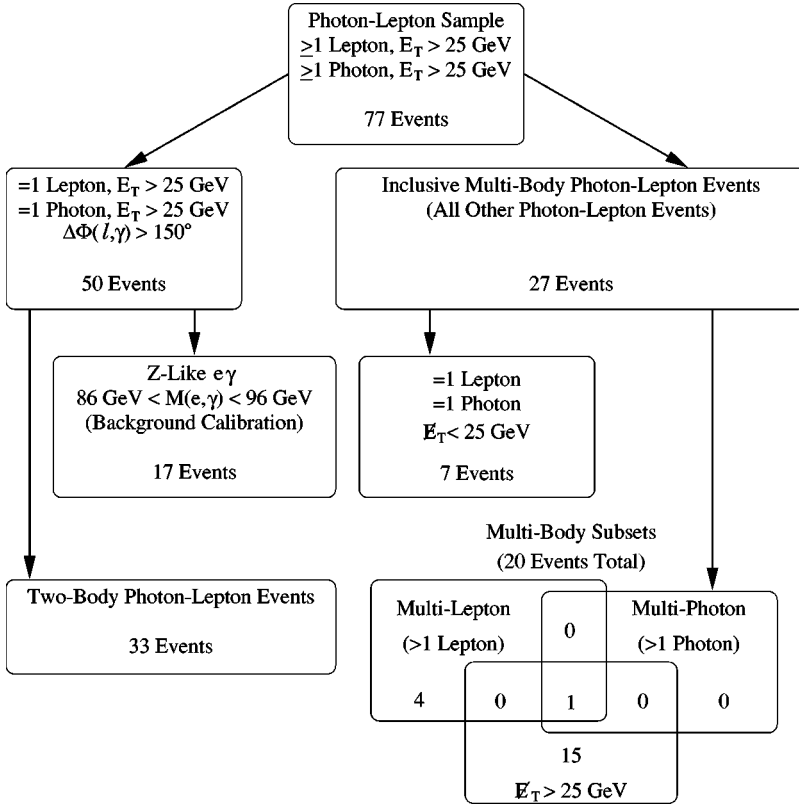 Photon-Lepton Sample
≥1 Lepton, E_T > 25 GeV
≥1 Photon, E_T > 25 GeV
77 Events
=1 Lepton, E_T > 25 GeV
=1 Photon, E_T > 25 GeV
ΔΦ(l,γ) > 150°
50 Events
Inclusive Multi-Body Photon-Lepton Events
(All Other Photon-Lepton Events)
27 Events
Z-Like eγ
86 GeV < M(e,γ) < 96 GeV
(Background Calibration)
17 Events
=1 Lepton
=1 Photon
E̸_T < 25 GeV
7 Events
Two-Body Photon-Lepton Events
33 Events
Multi-Body Subsets
(20 Events Total)
Multi-Lepton
(>1 Lepton)
0
Multi-Photon
(>1 Photon)
4 0 1 0 0
15
E̸_T > 25 GeV